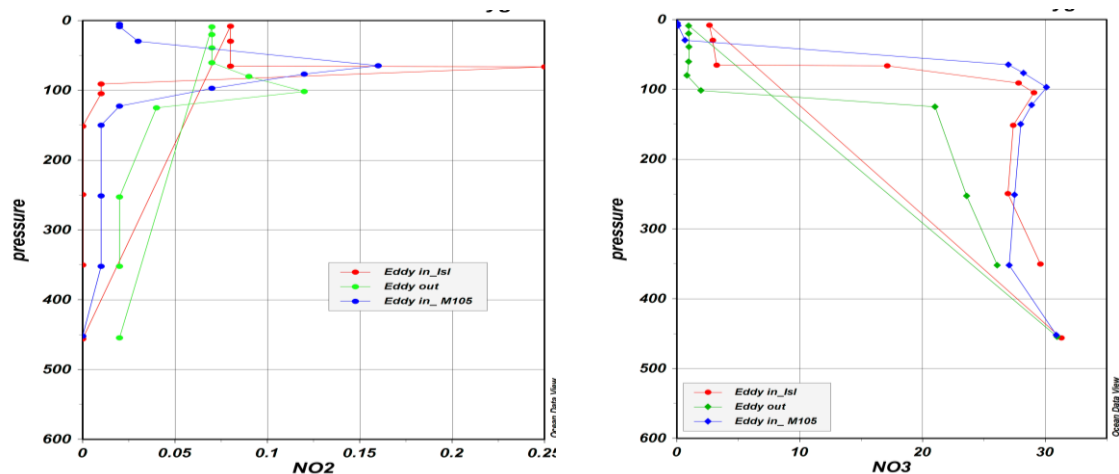 0
100
200
300
400
500
600
pressure
0
0.05
0.1
0.15
0.2
0.25
NO2
Eddy in_Isl
Eddy out
Eddy in_ M105
Ocean Data View
0
100
200
300
400
500
600
pressure
0
10
20
30
NO3
Eddy in_Isl
Eddy out
Eddy in_ M105
Ocean Data View